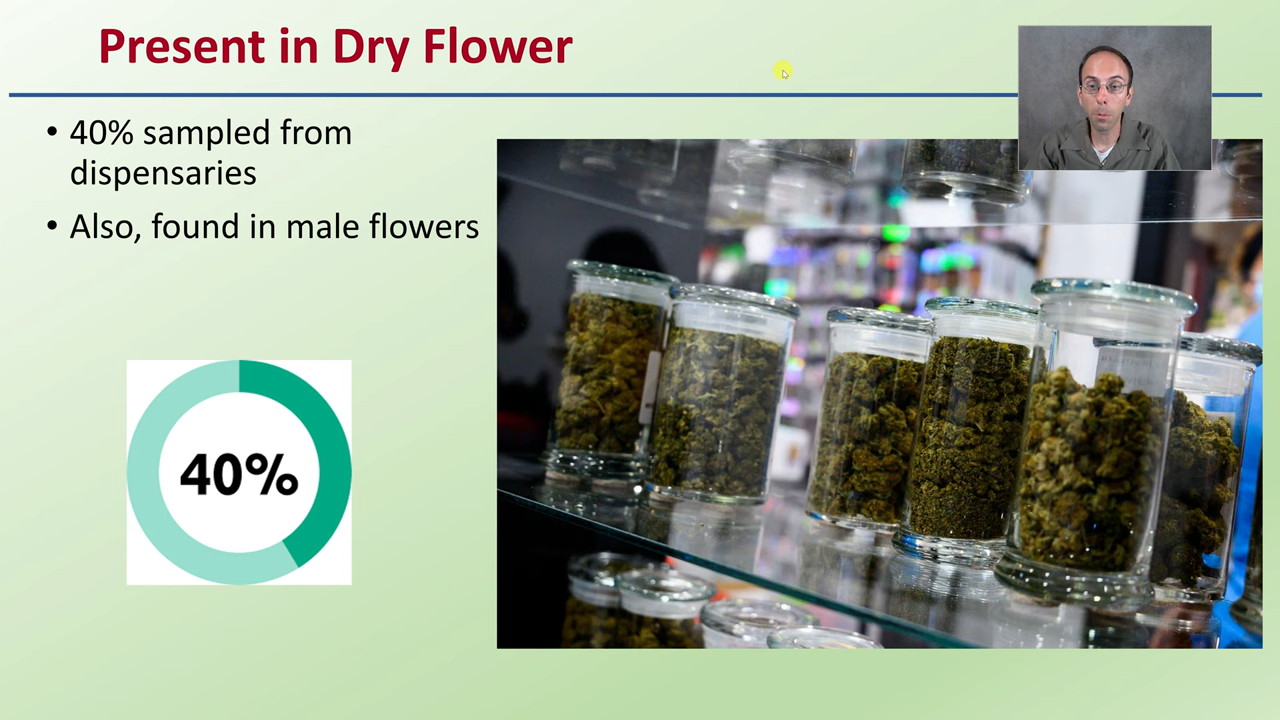 Present in Dry Flower
• 40% sampled from
dispensaries
• Also, found in male flowers
40%